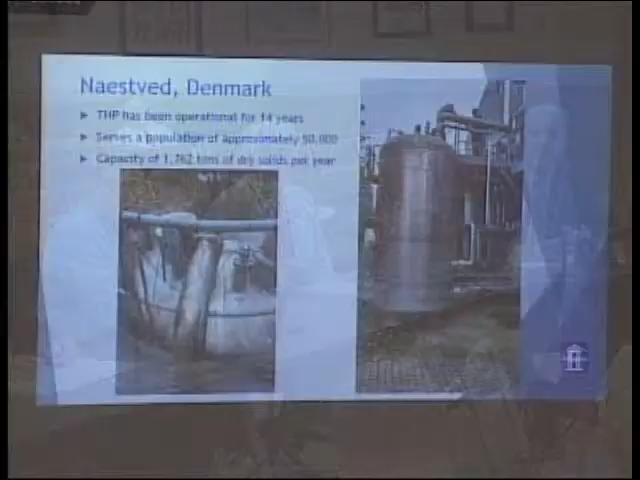 Naestved, Denmark
THP has been operational for 14 years
Serves a population of approximately 50,000
Capacity of 1,762 tons of dry solids per year